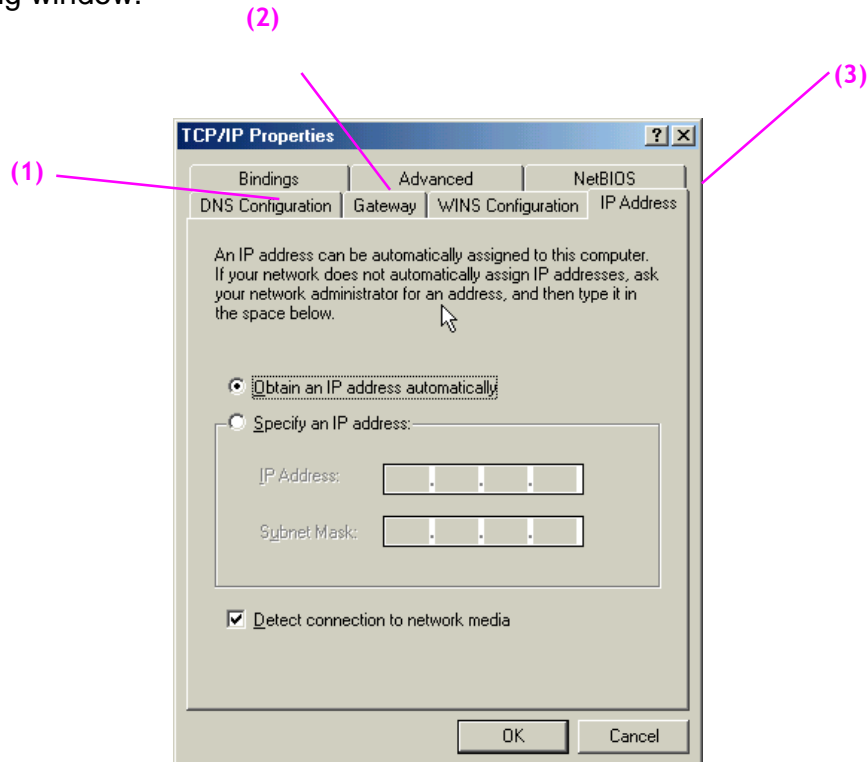 g window.
(2)
(3)
TCP/IP Properties
(1)
Bindings Advanced NetBIOS
DNS Configuration Gateway WINS Configuration IP Address
An IP address can be automatically assigned to this computer.
If your network does not automatically assign IP addresses, ask
your network administrator for an address, and then type it in
the space below.
Obtain an IP address automatically
Specify an IP address:
IP Address:
Subnet Mask:
Detect connection to network media
OK Cancel